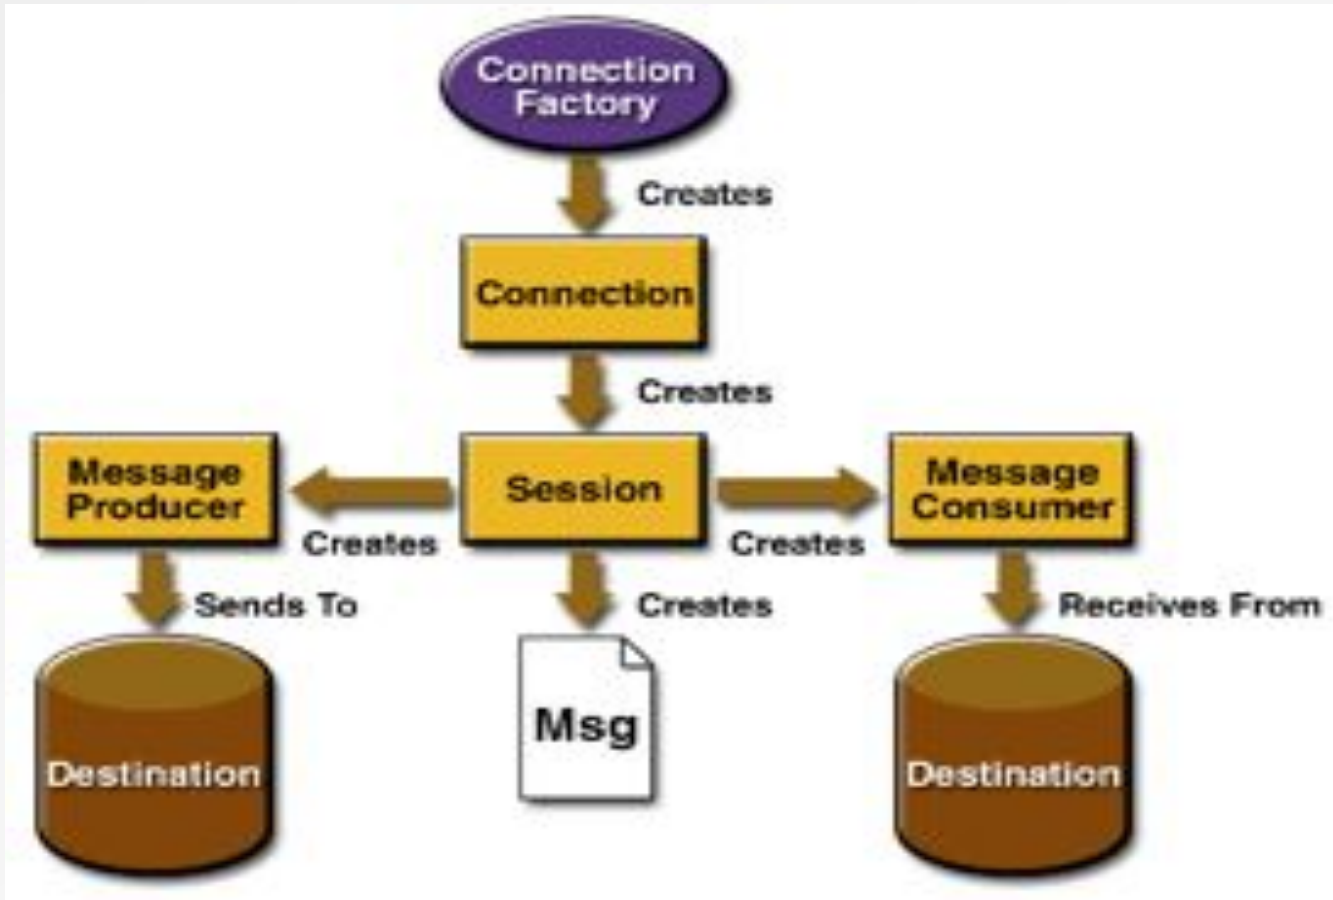 Connection
Factory
Creates
Connection
Creates
Message
Producer
Session
Message
Consumer
Creates
Creates
Sends To
Creates
Receives From
Msg
Destination
Destination